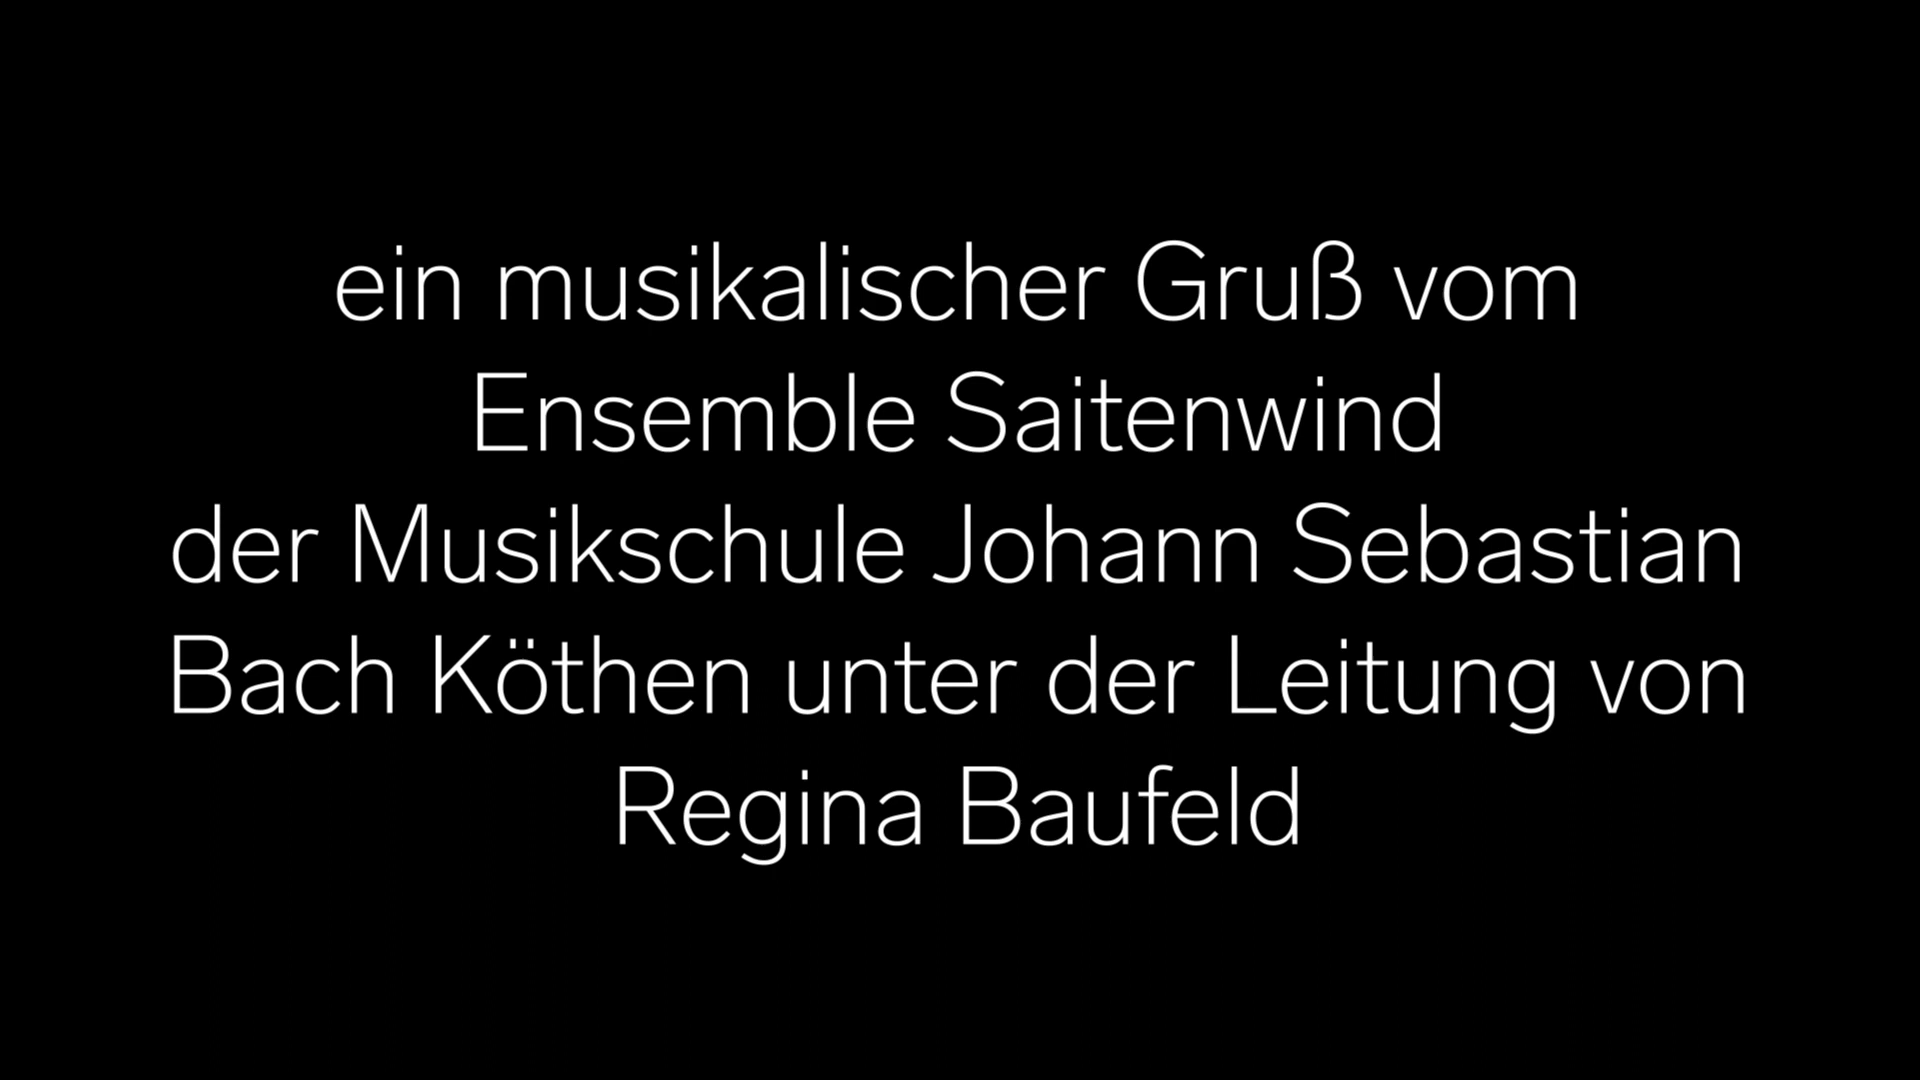 ein musikalischer Gruß vom
Ensemble Saitenwind
der Musikschule Johann Sebastian
Bach Köthen unter der Leitung von
Regina Baufeld